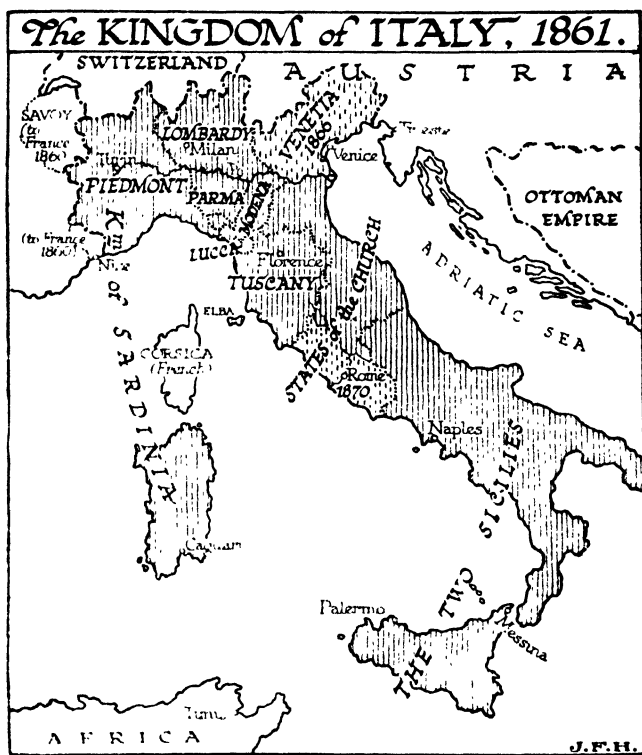 The KINGDOM of ITALY, 1861.
SWITZERLAND
AUSTRIA
SAVOY
(to
France
1860)
LOMBARDY
Milan
VENETIA
1866
Venice
Trieste
Turin
PIEDMONT
PARMA
MODENA
OTTOMAN
EMPIRE
(to France
1860)
Nice
LUCCA
Florence
TUSCANY
STATES of the CHURCH
ADRIATIC SEA
Km of SARDINIA
ELBA
CORSICA
(French)
Rome
1870
Naples
Cagliari
THE TWO SICILIES
Palermo
Messina
Tunis
AFRICA
J.F.H.